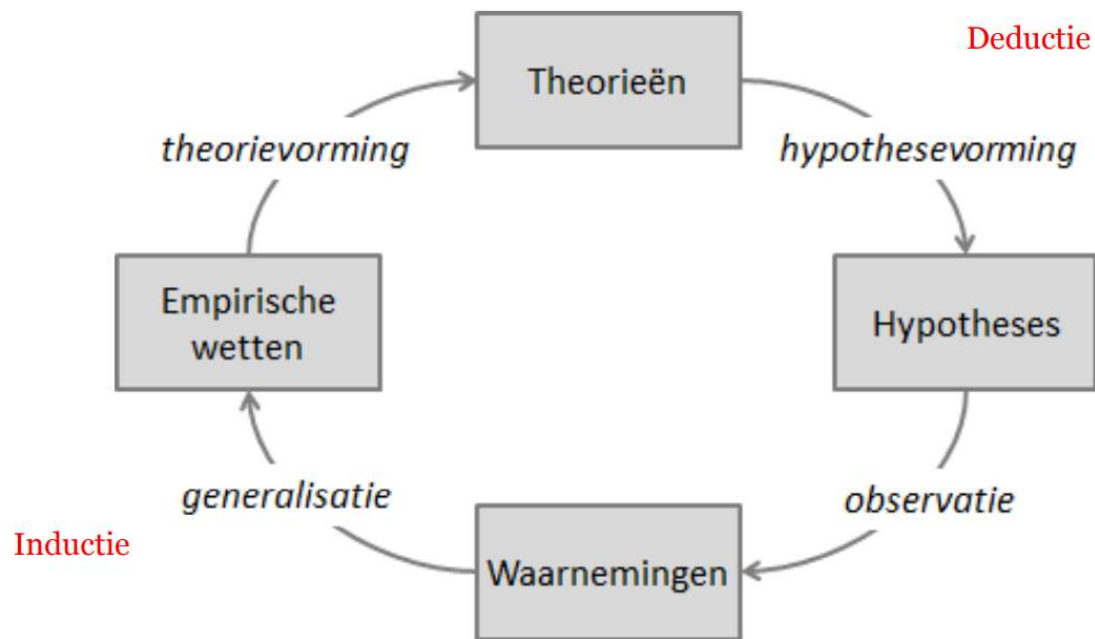 Deductie
Theorieën
theorievorming
hypothesevorming
Empirische
wetten
Hypotheses
generalisatie
observatie
Inductie
Waarnemingen